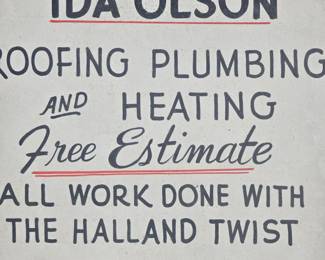 IDA OLSON
ROOFING PLUMBING
AND HEATING
Free Estimate
ALL WORK DONE WITH
THE HALLAND TWIST